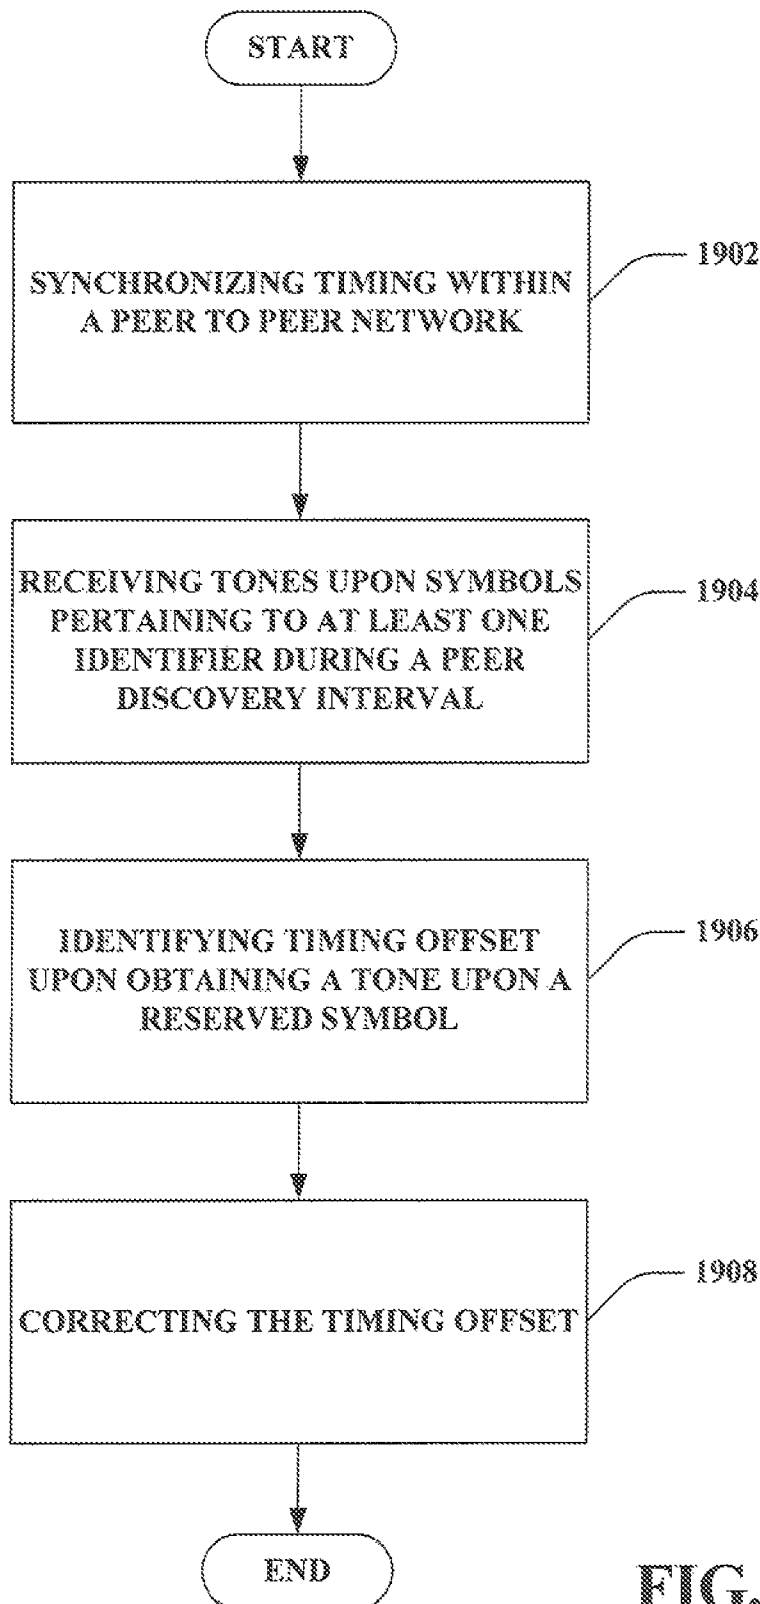 START
SYNCHRONIZING TIMING WITHIN
A PEER TO PEER NETWORK
1902
RECEIVING TONES UPON SYMBOLS
PERTAINING TO AT LEAST ONE
IDENTIFIER DURING A PEER
DISCOVERY INTERVAL
1904
IDENTIFYING TIMING OFFSET
UPON OBTAINING A TONE UPON A
RESERVED SYMBOL
1906
CORRECTING THE TIMING OFFSET
1908
END
FIG.